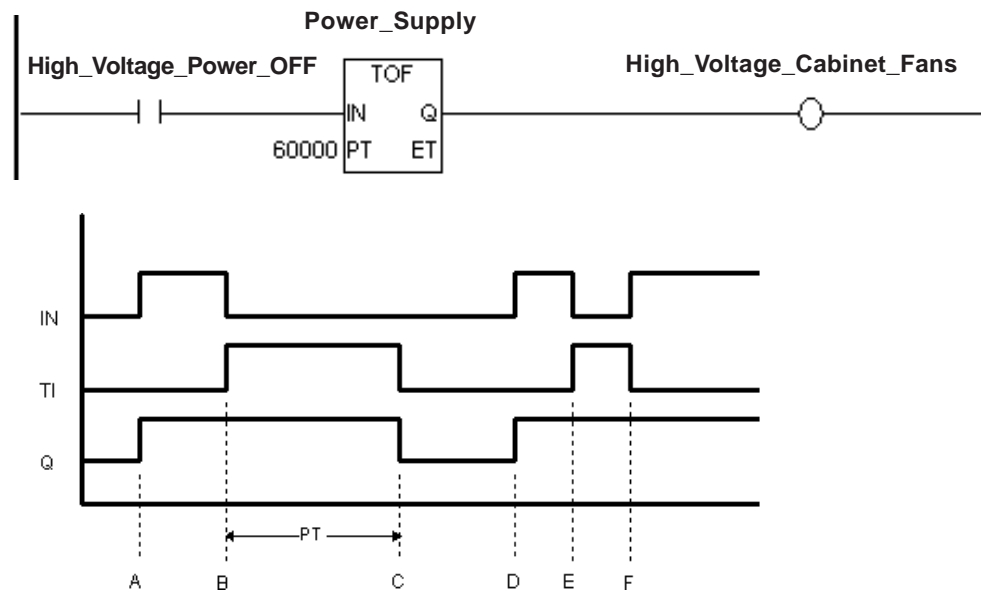 Power_Supply
High_Voltage_Power_OFF
TOF
High_Voltage_Cabinet_Fans
IN Q
60000 PT ET
IN
TI
Q
PT
A B C D E F